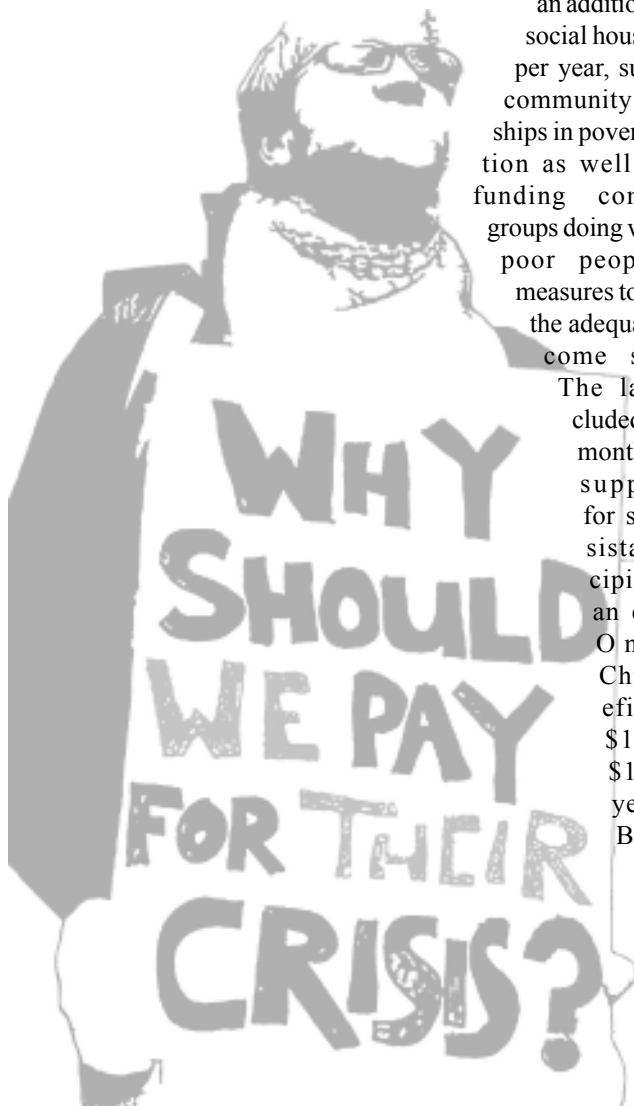 an additio
social hous
per year, su
community
ships in pover
tion as well
funding con
groups doing
poor peop
measures to
the adequa
come s
The la
cluded
mont
supp
for s
sista
cipi
an
On
Ch
efi
$1
$1
ye
B
WHY
SHOULD
WE PAY
FOR THEIR
CRISIS?